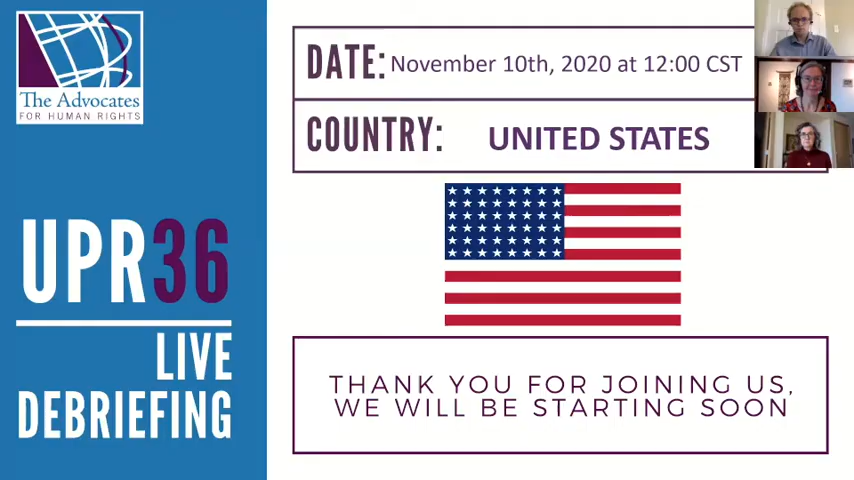 The Advocates
FOR HUMAN RIGHTS
UPR36
LIVE
DEBRIEFING
DATE: November 10th, 2020 at 12:00 CST
COUNTRY: UNITED STATES
THANK YOU FOR JOINING US,
WE WILL BE STARTING SOON